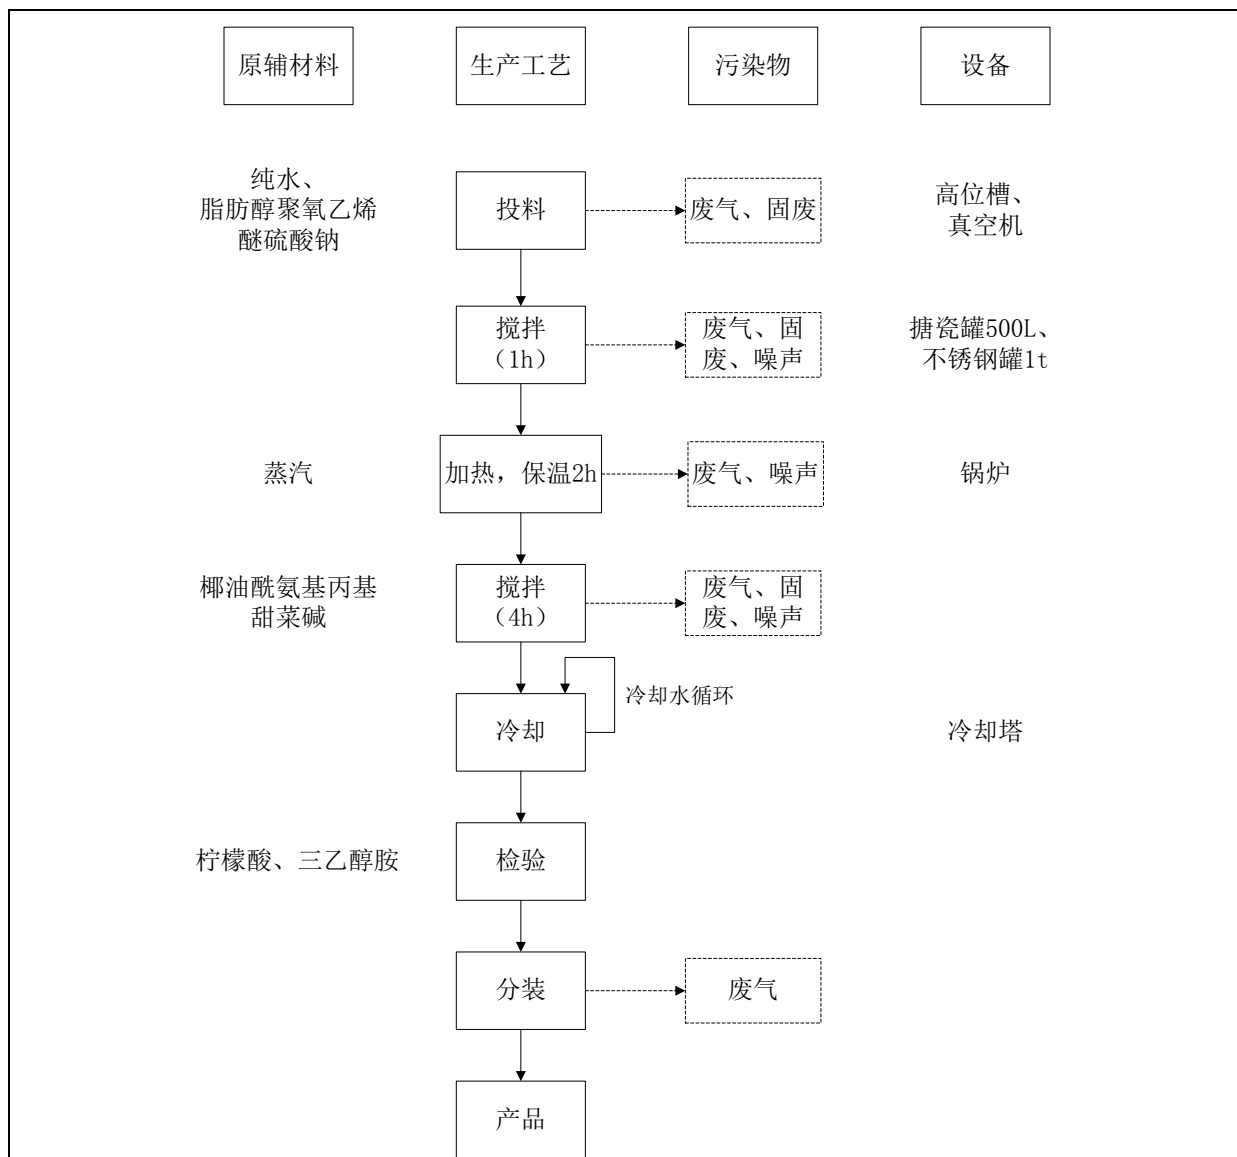 原辅材料
生产工艺
污染物
设备
纯水、
脂肪醇聚氧乙烯
醚硫酸钠
投料
废气、固废
高位槽、
真空机
搅拌
（1h）
废气、固
废、噪声
搪瓷罐500L、
不锈钢罐1t
蒸汽
加热，保温2h
废气、噪声
锅炉
椰油酰氨基丙基
甜菜碱
搅拌
（4h）
废气、固
废、噪声
冷却水循环
冷却
冷却塔
柠檬酸、三乙醇胺
检验
分装
废气
产品